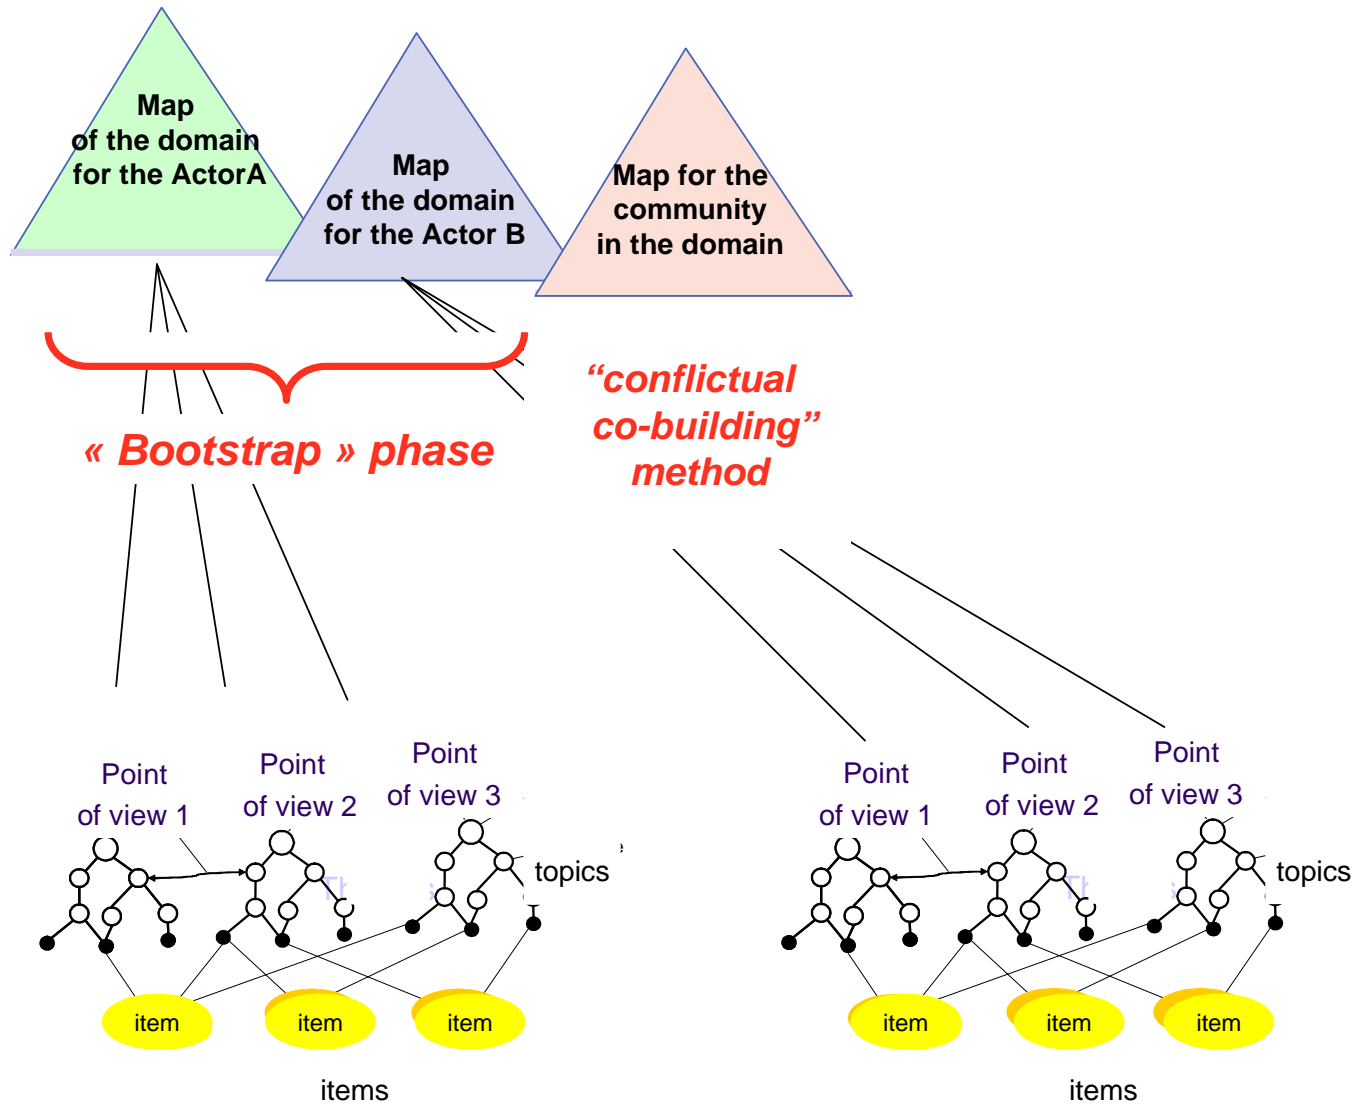 Map
of the domain
for the ActorA
Map
of the domain
for the Actor B
Map for the
community
in the domain
“conflictual
co-building”
method
« Bootstrap » phase
Point
of view 1
Point
of view 2
Point
of view 3
topics
item
item
item
items
Point
of view 1
Point
of view 2
Point
of view 3
topics
item
item
item
items